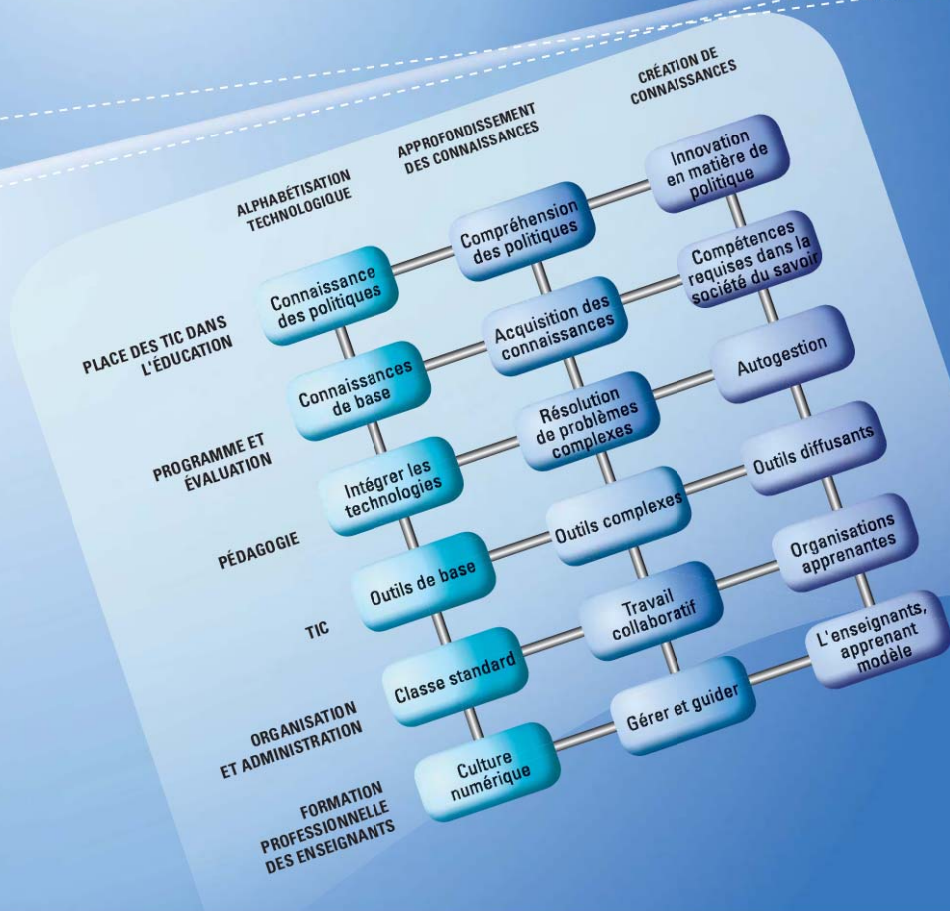 ALPHABÉTISATION
TECHNOLOGIQUE
APPROFONDISSEMENT
DES CONNAISSANCES
CRÉATION DE
CONNAISSANCES
PLACE DES TIC DANS
L'ÉDUCATION
Connaissance
des politiques
Compréhension
des politiques
Innovation
en matière de
politique
PROGRAMME ET
ÉVALUATION
Connaissances
de base
Acquisition des
connaissances
Compétences
requises dans la
société du savoir
PÉDAGOGIE
Intégrer les
technologies
Résolution
de problèmes
complexes
Autogestion
TIC
Outils de base
Outils complexes
Outils diffusants
ORGANISATION
ET ADMINISTRATION
Classe standard
Travail
collaboratif
Organisations
apprenantes
FORMATION
PROFESSIONNELLE
DES ENSEIGNANTS
Culture
numérique
Gérer et guider
L'enseignants,
apprenant
modèle